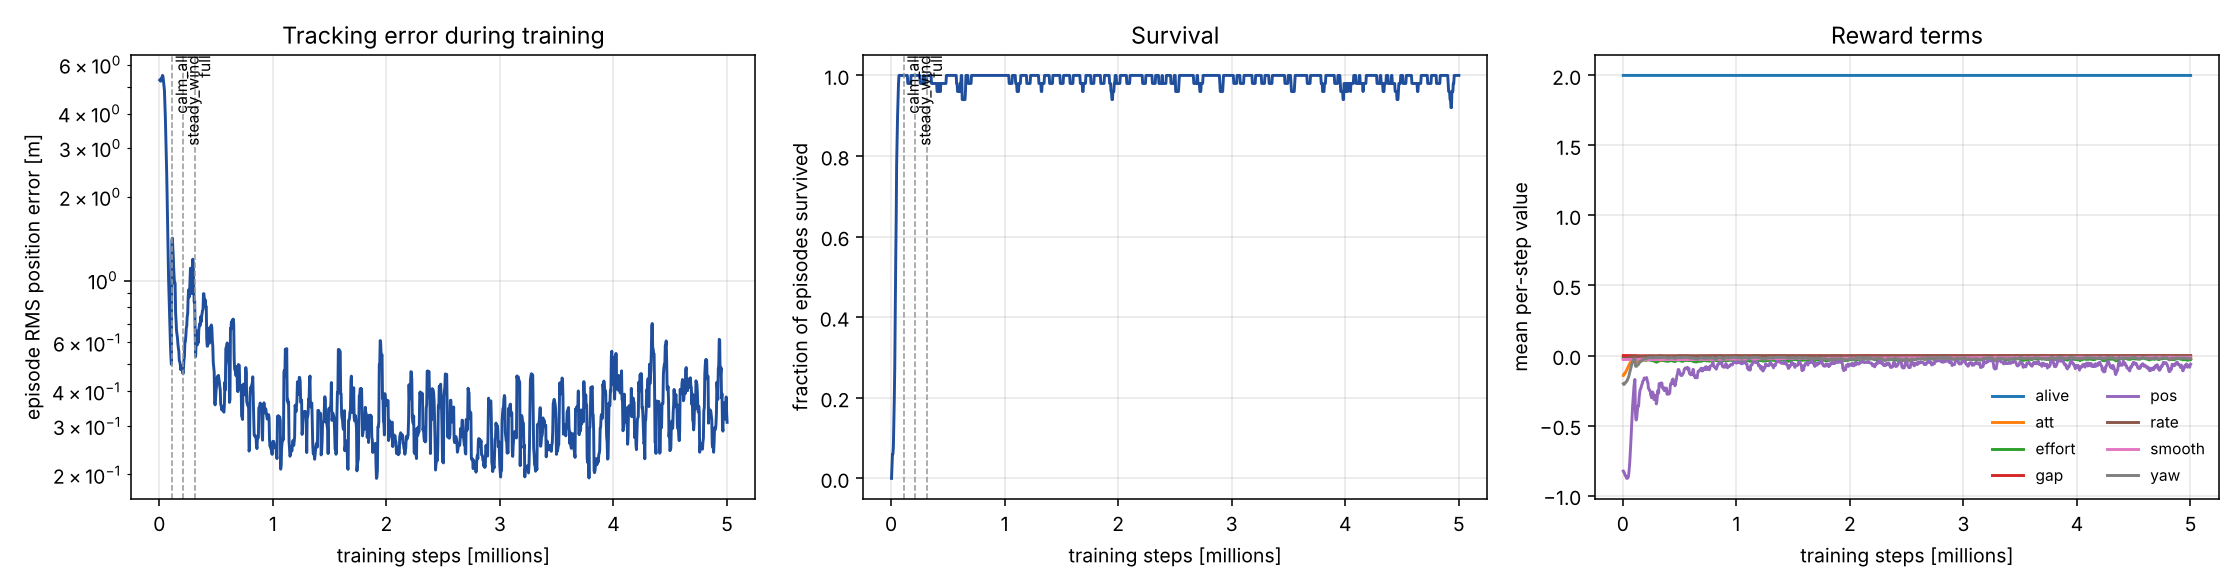 Tracking error during training
episode RMS position error [m]
6 × 10⁰
4 × 10⁰
3 × 10⁰
2 × 10⁰
10⁰
6 × 10⁻¹
4 × 10⁻¹
3 × 10⁻¹
2 × 10⁻¹
calm_all
steady_wind
full
0 1 2 3 4 5
training steps [millions]
Survival
fraction of episodes survived
1.0
0.8
0.6
0.4
0.2
0.0
calm_all
steady_wind
full
0 1 2 3 4 5
training steps [millions]
Reward terms
mean per-step value
2.0
1.5
1.0
0.5
0.0
−0.5
−1.0
alive
att
effort
gap
pos
rate
smooth
yaw
0 1 2 3 4 5
training steps [millions]